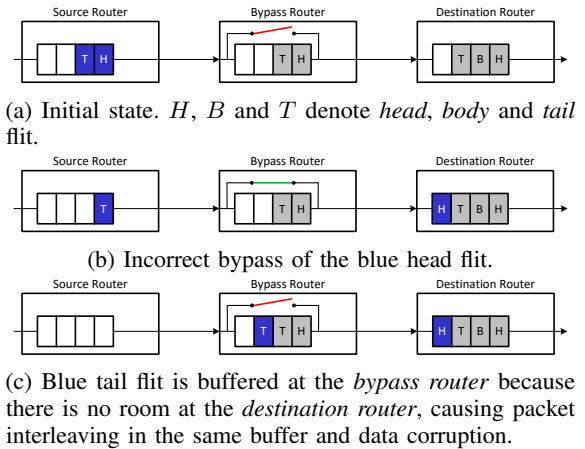 Source Router Bypass Router Destination Router
T H T H T B H
(a) Initial state. H, B and T denote head, body and tail
flit.
Source Router Bypass Router Destination Router
T T H H T B H
(b) Incorrect bypass of the blue head flit.
Source Router Bypass Router Destination Router
T T H H T B H
(c) Blue tail flit is buffered at the bypass router because
there is no room at the destination router, causing packet
interleaving in the same buffer and data corruption.